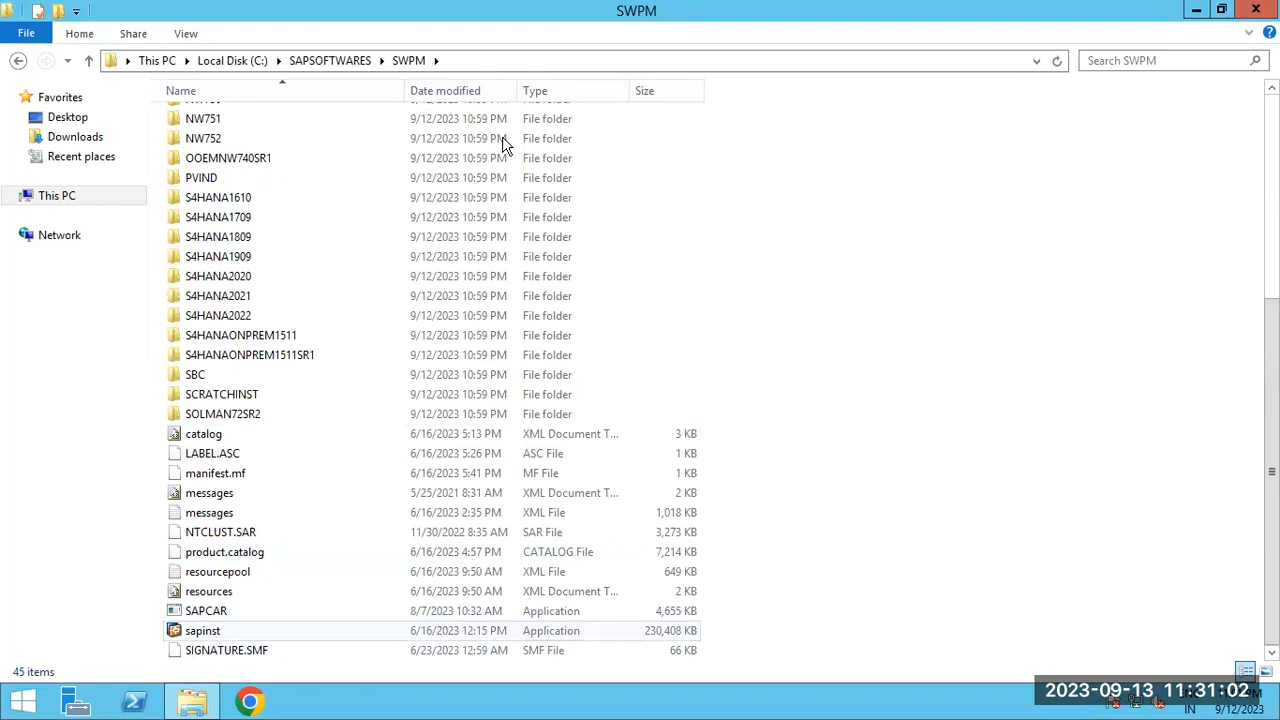 SWPM
File Home Share View
This PC Local Disk (C:) SAPSOFTWARES SWPM
Search SWPM
Favorites
Desktop
Downloads
Recent places
This PC
Network
Name Date modified Type Size
NW751 9/12/2023 10:59 PM File folder
NW752 9/12/2023 10:59 PM File folder
OOEMNW740SR1 9/12/2023 10:59 PM File folder
PVIND 9/12/2023 10:59 PM File folder
S4HANA1610 9/12/2023 10:59 PM File folder
S4HANA1709 9/12/2023 10:59 PM File folder
S4HANA1809 9/12/2023 10:59 PM File folder
S4HANA1909 9/12/2023 10:59 PM File folder
S4HANA2020 9/12/2023 10:59 PM File folder
S4HANA2021 9/12/2023 10:59 PM File folder
S4HANA2022 9/12/2023 10:59 PM File folder
S4HANAONPREM1511 9/12/2023 10:59 PM File folder
S4HANAONPREM1511SR1 9/12/2023 10:59 PM File folder
SBC 9/12/2023 10:59 PM File folder
SCRATCHINST 9/12/2023 10:59 PM File folder
SOLMAN72SR2 9/12/2023 10:59 PM File folder
catalog 6/16/2023 5:13 PM XML Document T... 3 KB
LABEL.ASC 6/16/2023 5:26 PM ASC File 1 KB
manifest.mf 6/16/2023 5:41 PM MF File 1 KB
messages 5/25/2021 8:31 AM XML Document T... 2 KB
messages 6/16/2023 2:35 PM XML File 1,018 KB
NTCLUST.SAR 11/30/2022 8:35 AM SAR File 3,273 KB
product.catalog 6/16/2023 4:57 PM CATALOG File 7,214 KB
resourcepool 6/16/2023 9:50 AM XML File 649 KB
resources 6/16/2023 9:50 AM XML Document T... 2 KB
SAPCAR 8/7/2023 10:32 AM Application 4,655 KB
sapinst 6/16/2023 12:15 PM Application 230,408 KB
SIGNATURE.SMF 6/23/2023 12:59 AM SMF File 66 KB
45 items
2023-09-13 11:31:02
IN 9/12/2023